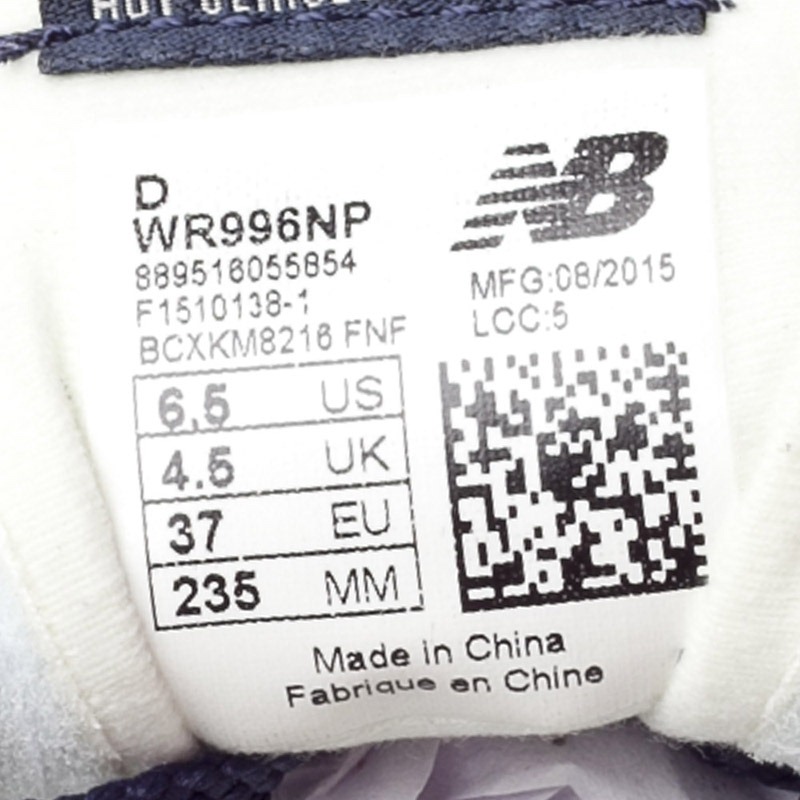 D
WR996NP
889516055854
F1510138-1
BCXKM8216 FNF
NB
MFG:08/2015
LCC:5
6.5 US
4.5 UK
37 EU
235 MM
Made in China
Fabrique en Chine